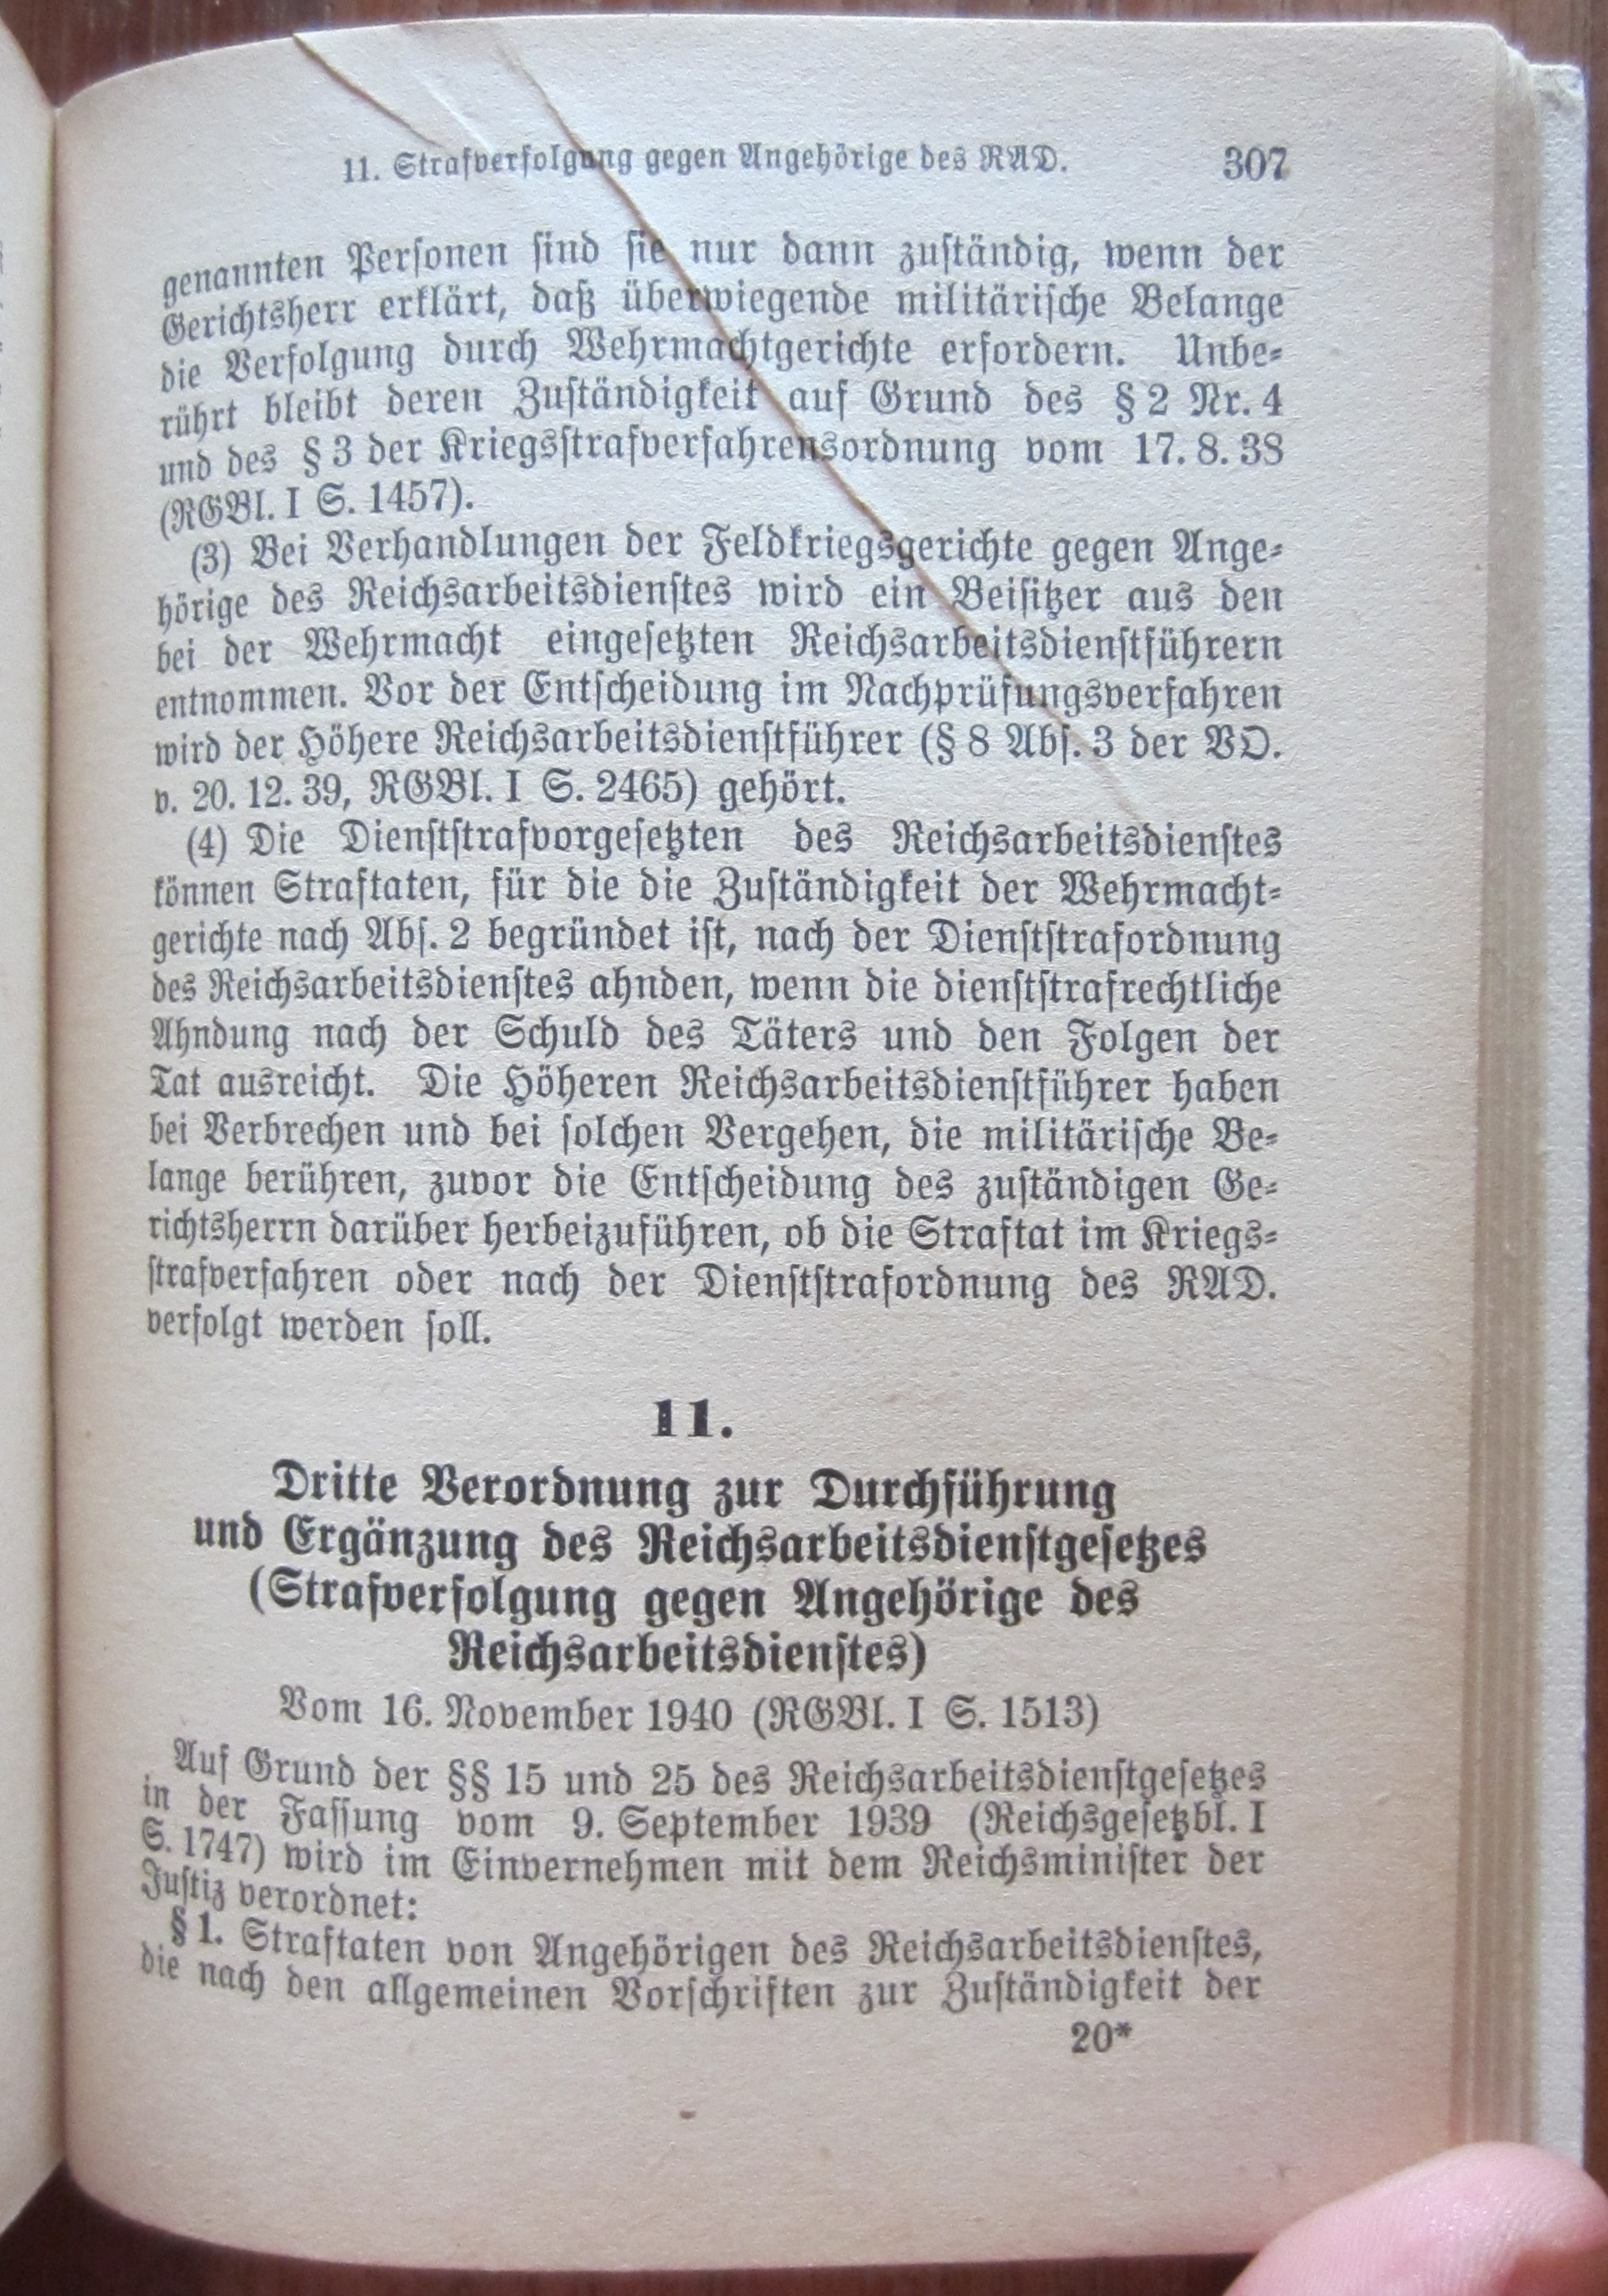 11. Strafverfolgung gegen Angehörige des RAD. 307
genannten Personen sind sie nur dann zuständig, wenn der
Gerichtsherr erklärt, daß überwiegende militärische Belange
die Verfolgung durch Wehrmachtgerichte erfordern. Unbe-
rührt bleibt deren Zuständigkeit auf Grund des § 2 Nr. 4
und des § 3 der Kriegsstrafverfahrensordnung vom 17. 8. 38
(RGBl. I S. 1457).
(3) Bei Verhandlungen der Feldkriegsgerichte gegen Ange-
hörige des Reichsarbeitsdienstes wird ein Beisitzer aus den
bei der Wehrmacht eingesetzten Reichsarbeitsdienstführern
entnommen. Vor der Entscheidung im Nachprüfungsverfahren
wird der Höhere Reichsarbeitsdienstführer (§ 8 Abs. 3 der VO.
v. 20. 12. 39, RGBl. I S. 2465) gehört.
(4) Die Dienststrafvorgesetzten des Reichsarbeitsdienstes
können Straftaten, für die die Zuständigkeit der Wehrmacht-
gerichte nach Abs. 2 begründet ist, nach der Dienststrafordnung
des Reichsarbeitsdienstes ahnden, wenn die dienststrafrechtliche
Ahndung nach der Schuld des Täters und den Folgen der
Tat ausreicht. Die Höheren Reichsarbeitsdienstführer haben
bei Verbrechen und bei solchen Vergehen, die militärische Be-
lange berühren, zuvor die Entscheidung des zuständigen Ge-
richtsherrn darüber herbeizuführen, ob die Straftat im Kriegs-
strafverfahren oder nach der Dienststrafordnung des RAD.
verfolgt werden soll.
11.
Dritte Verordnung zur Durchführung
und Ergänzung des Reichsarbeitsdienstgesetzes
(Strafverfolgung gegen Angehörige des
Reichsarbeitsdienstes)
Vom 16. November 1940 (RGBl. I S. 1513)
Auf Grund der §§ 15 und 25 des Reichsarbeitsdienstgesetzes
in der Fassung vom 9. September 1939 (Reichsgesetzbl. I
S. 1747) wird im Einvernehmen mit dem Reichsminister der
Justiz verordnet:
§ 1. Straftaten von Angehörigen des Reichsarbeitsdienstes,
die nach den allgemeinen Vorschriften zur Zuständigkeit der
20*